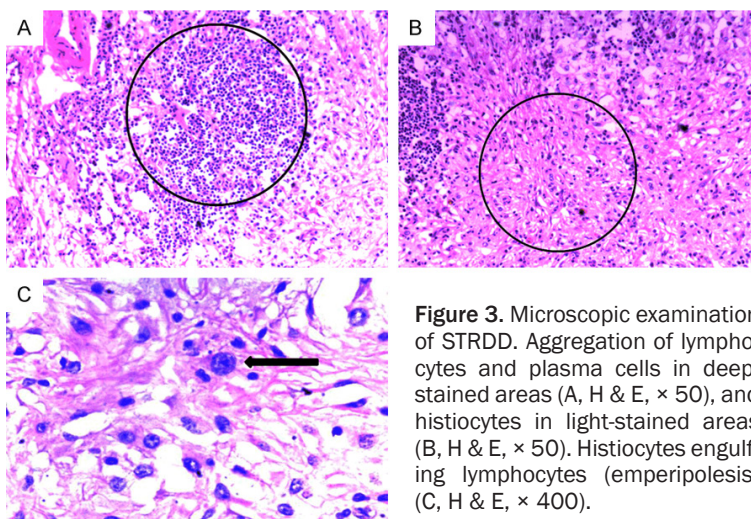 A
B
C
Figure 3. Microscopic examination
of STRDD. Aggregation of lympho
cytes and plasma cells in deep
stained areas (A, H & E, × 50), and
histiocytes in light-stained areas
(B, H & E, × 50). Histiocytes engulf
ing lymphocytes (emperipolesis
(C, H & E, × 400).